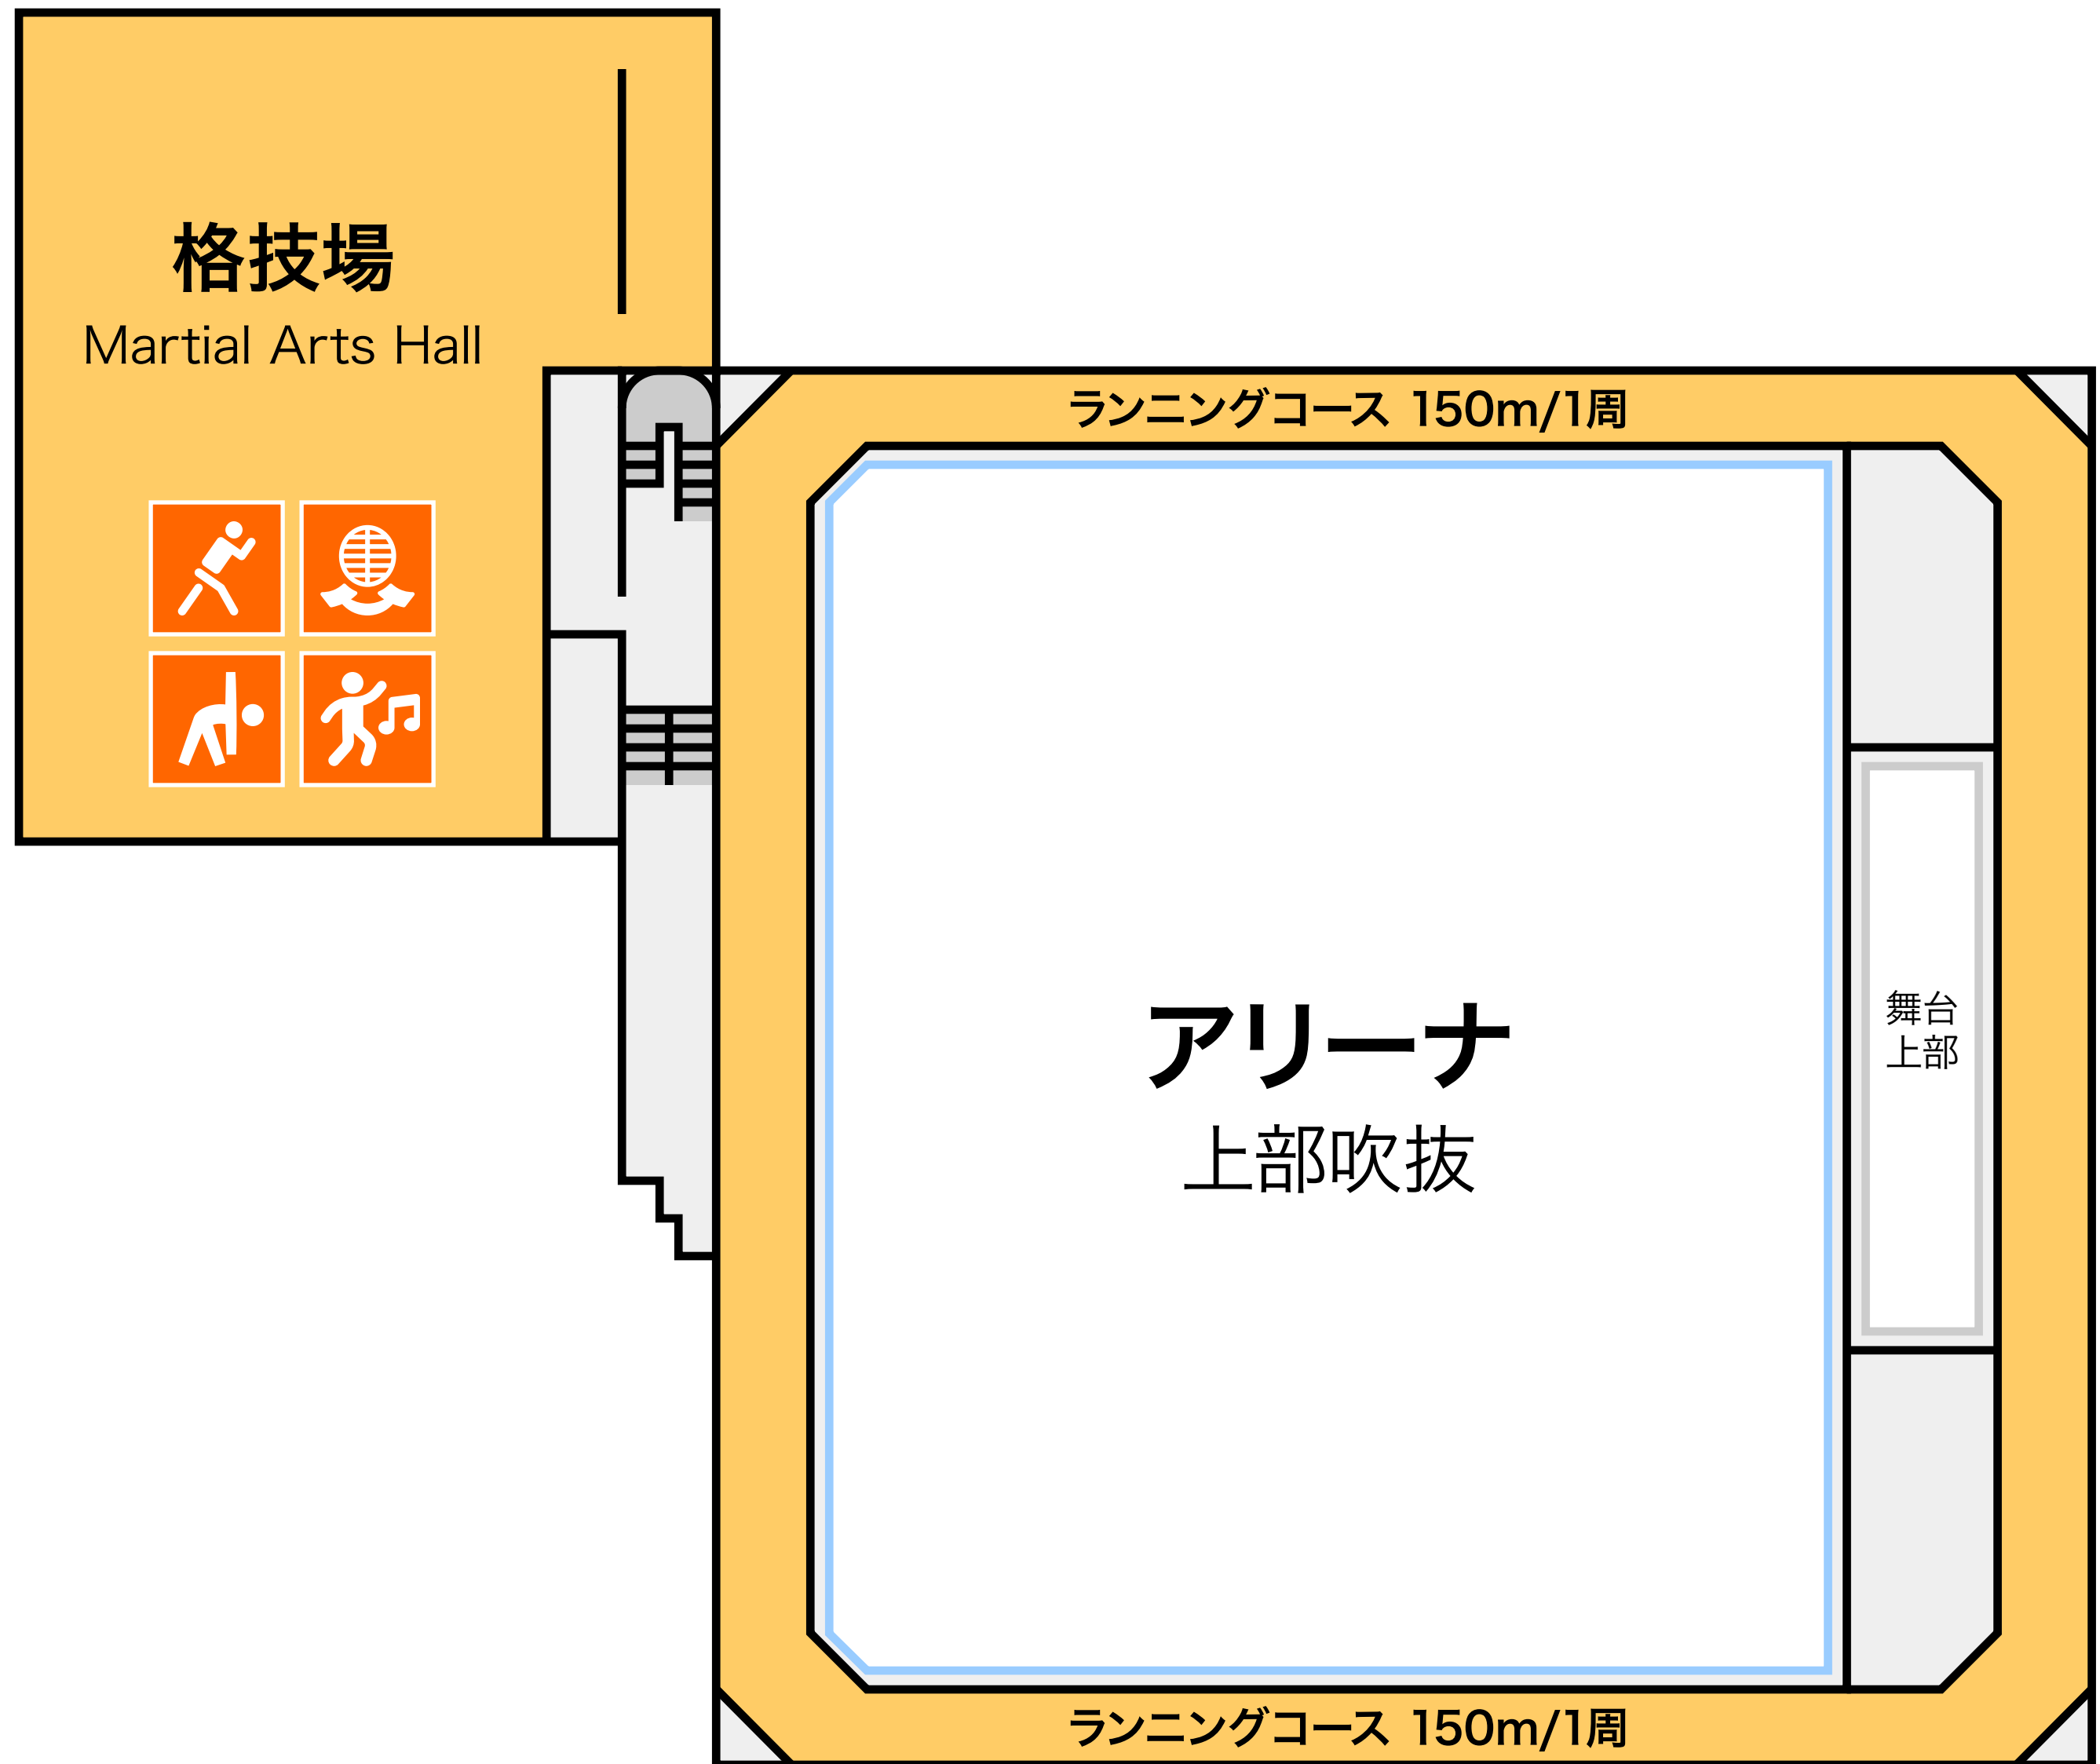 格技場
Martial Arts Hall
ランニングコース 150m/1周
アリーナ
上部吹抜
舞台
上部
ランニングコース 150m/1周